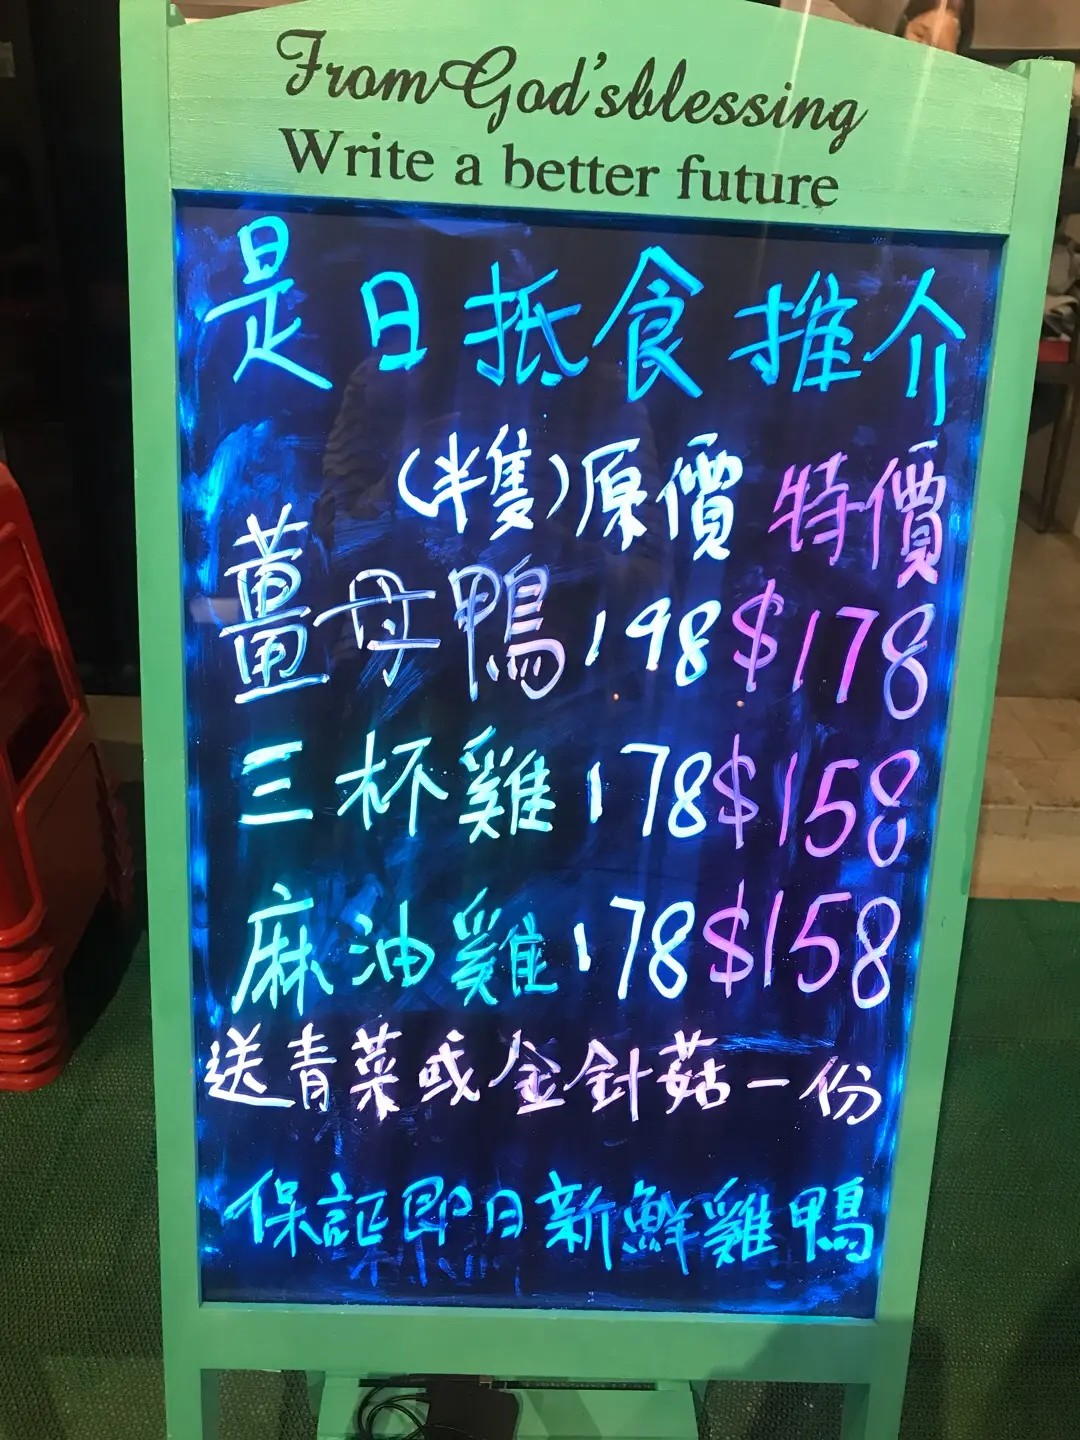 From God'sblessing
Write a better future
是日抵食推介
(半隻)原價 特價
薑母鴨 198 $178
三杯雞 178 $158
麻油雞 178 $158
送青菜或金針菇一份
保証即日新鮮雞鴨